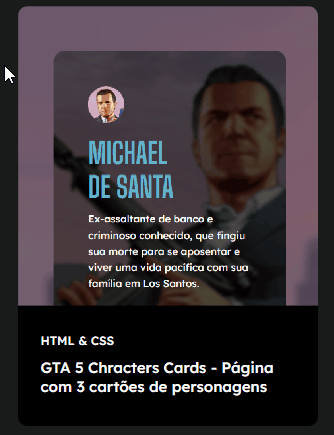 MICHAEL
DE SANTA
Ex-assaltante de banco e
criminoso conhecido, que fingiu
sua morte para se aposentar e
viver uma vida pacífica com sua
família em Los Santos.
HTML & CSS
GTA 5 Chracters Cards - Página
com 3 cartões de personagens